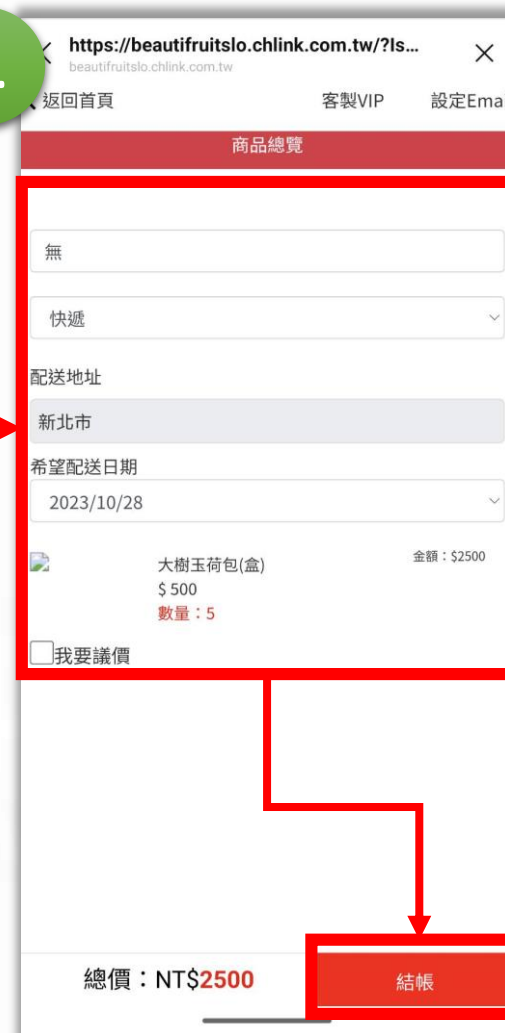 https://beautifruitslo.chlink.com.tw/?ls...
beautifruitslo.chlink.com.tw
返回首頁 客製VIP 設定Emai
商品總覽
無
快遞
配送地址
新北市
希望配送日期
2023/10/28
大樹玉荷包(盒) 金額：$2500
$ 500
數量：5
我要議價
總價：NT$2500 結帳